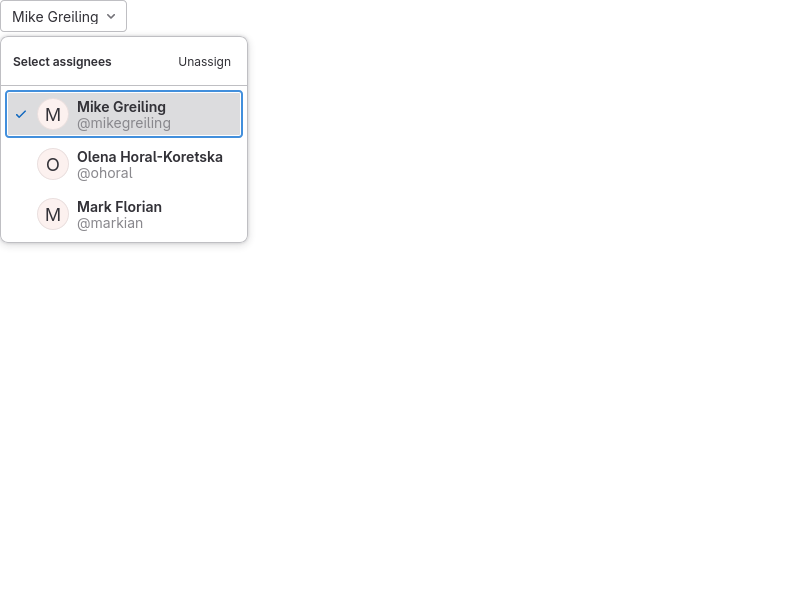 Mike Greiling
Select assignees Unassign
M Mike Greiling
@mikegreiling
O Olena Horal-Koretska
@ohoral
M Mark Florian
@markian